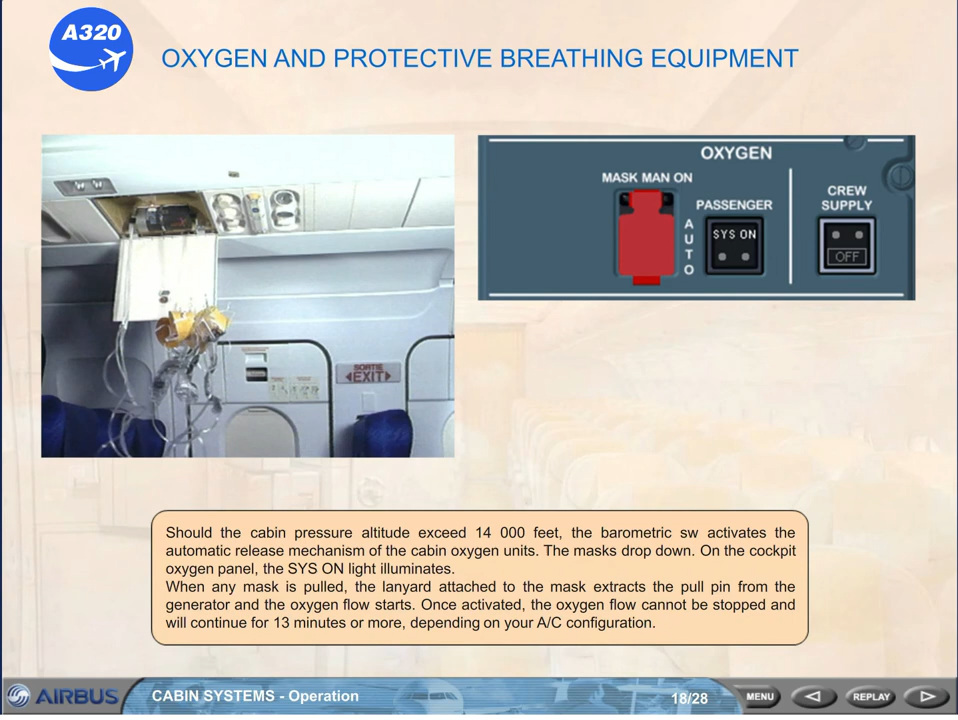 A320
OXYGEN AND PROTECTIVE BREATHING EQUIPMENT
SORTIE
EXIT
OXYGEN
MASK MAN ON
PASSENGER
CREW
SUPPLY
A
U
T
O
SYS ON
OFF
Should the cabin pressure altitude exceed 14 000 feet, the barometric sw activates the
automatic release mechanism of the cabin oxygen units. The masks drop down. On the cockpit
oxygen panel, the SYS ON light illuminates.
When any mask is pulled, the lanyard attached to the mask extracts the pull pin from the
generator and the oxygen flow starts. Once activated, the oxygen flow cannot be stopped and
will continue for 13 minutes or more, depending on your A/C configuration.
AIRBUS
CABIN SYSTEMS - Operation
18/28
MENU
REPLAY